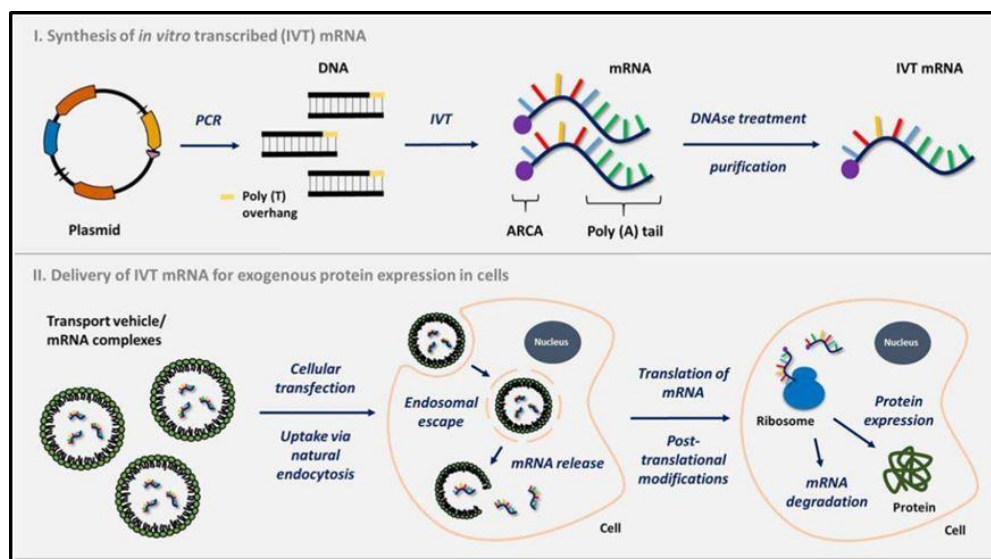 I. Synthesis of in vitro transcribed (IVT) mRNA
DNA
mRNA
IVT mRNA
PCR
IVT
DNAse treatment
purification
Poly (T)
overhang
Plasmid
ARCA
Poly (A) tail
II. Delivery of IVT mRNA for exogenous protein expression in cells
Transport vehicle/
mRNA complexes
Cellular
transfection
Uptake via
natural
endocytosis
Nucleus
Endosomal
escape
mRNA release
Cell
Translation of
mRNA
Post-
translational
modifications
Nucleus
Ribosome
Protein
expression
mRNA
degradation
Protein
Cell